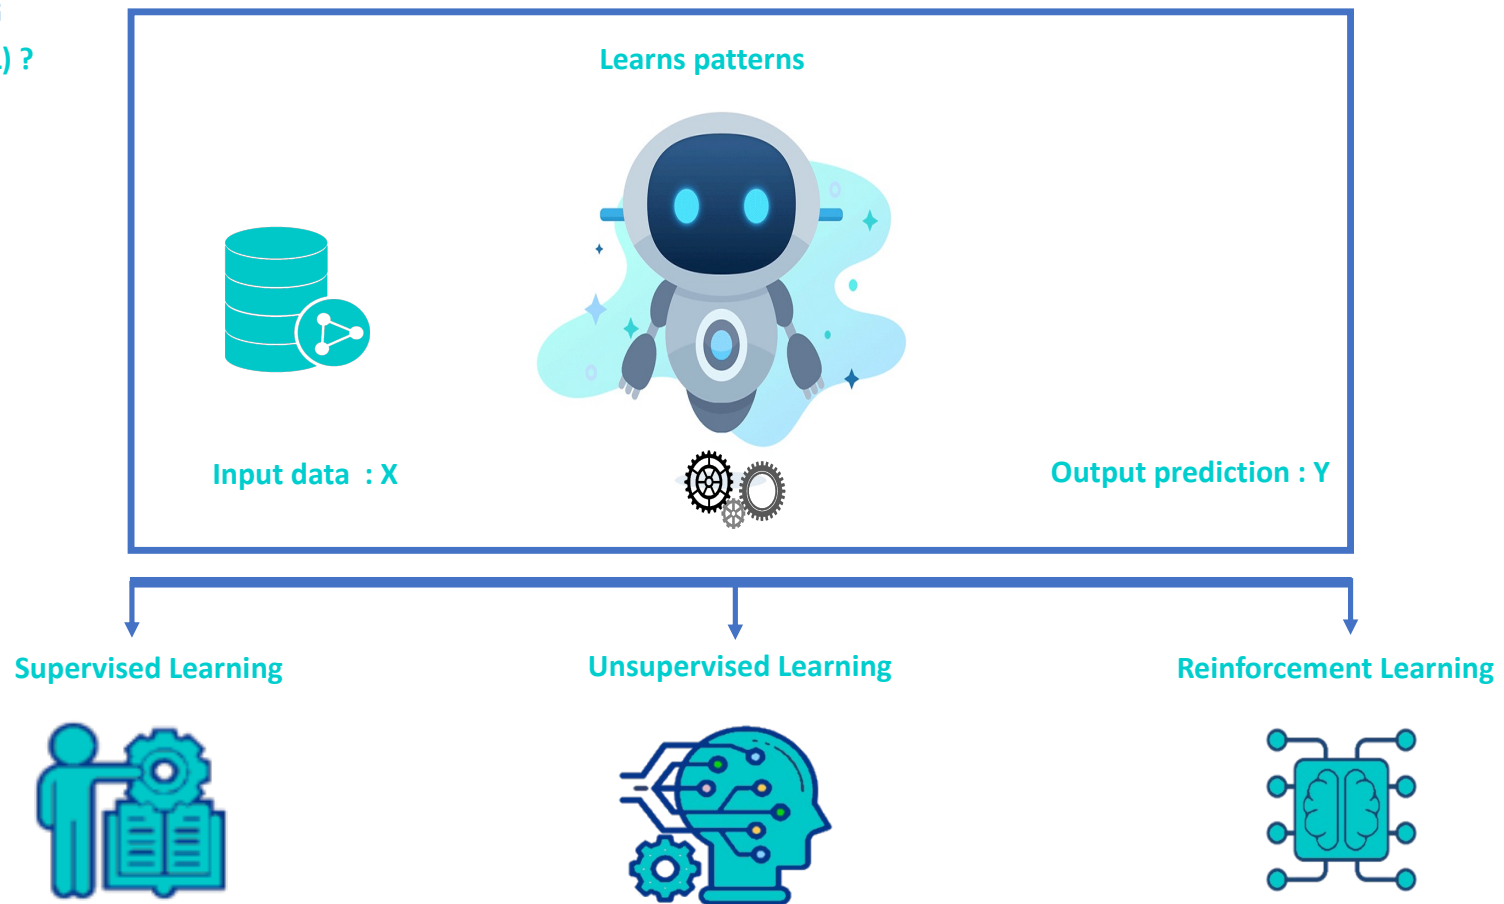 ) ?
Learns patterns
Input data  : X
Output prediction : Y
Supervised Learning
Unsupervised Learning
Reinforcement Learning